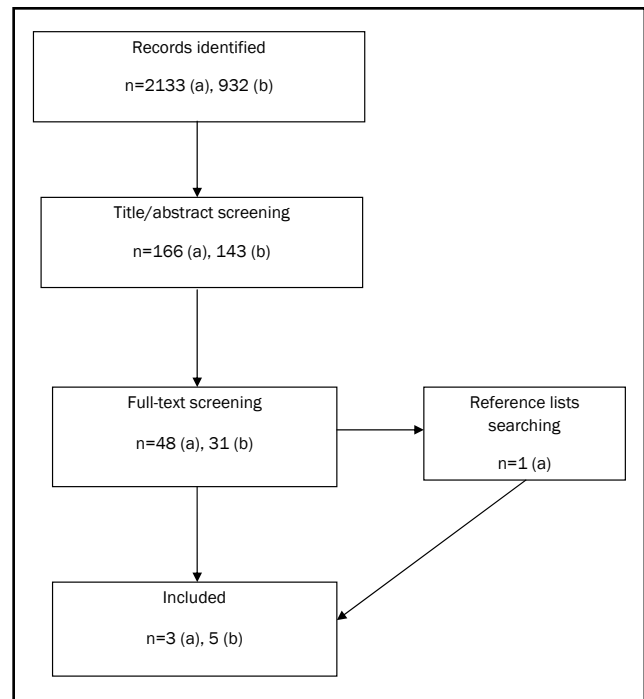 Records identified
n=2133 (a), 932 (b)
Title/abstract screening
n=166 (a), 143 (b)
Full-text screening
n=48 (a), 31 (b)
Reference lists
searching
n=1 (a)
Included
n=3 (a), 5 (b)